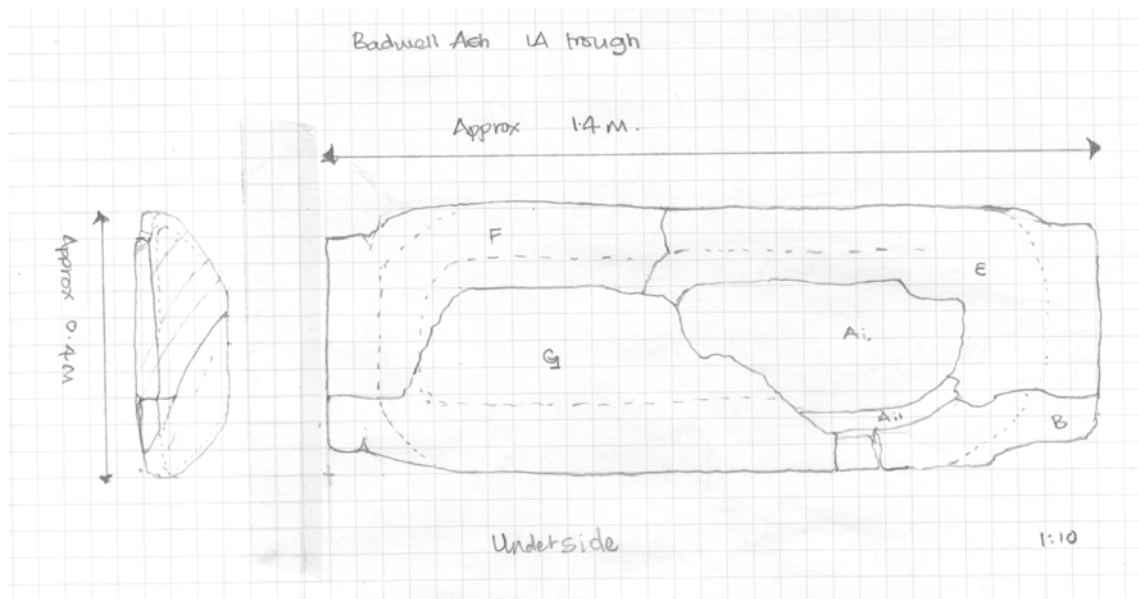 Badwell Ash IA trough
Approx 1.4 M.
Approx 0.4 M
F
E
Ai.
G
Aii
B
Underside
1:10